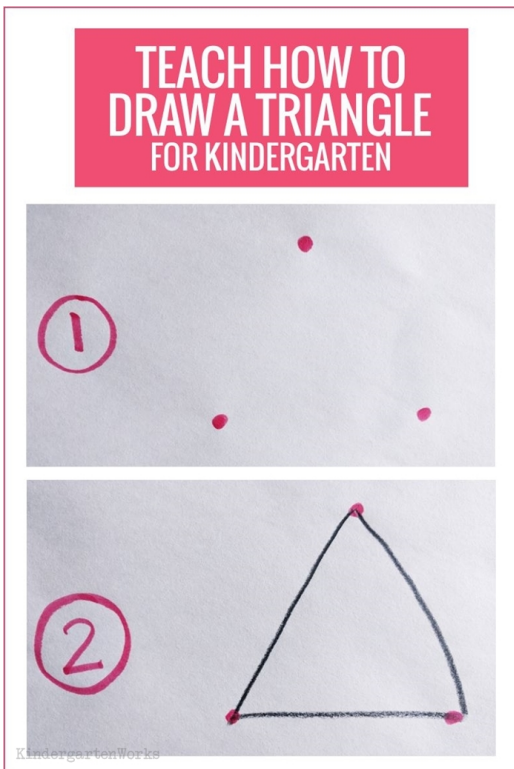 TEACH HOW TO
DRAW A TRIANGLE
FOR KINDERGARTEN
1
2
KindergartenWorks